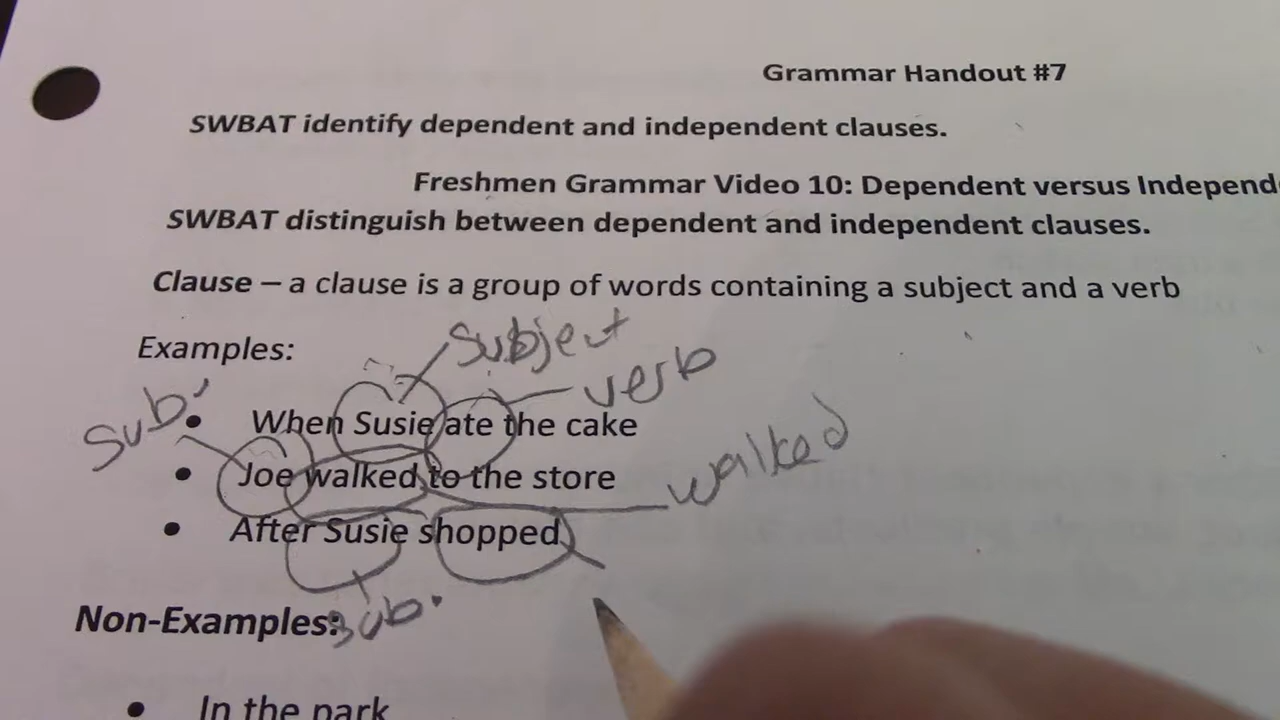 Grammar Handout #7
SWBAT identify dependent and independent clauses.
Freshmen Grammar Video 10: Dependent versus Independ
SWBAT distinguish between dependent and independent clauses.
Clause – a clause is a group of words containing a subject and a verb
Examples:
subject
verb
sub.
• When Susie ate the cake
• Joe walked to the store
walked
• After Susie shopped.
Non-Examples:
sub.
• In the park